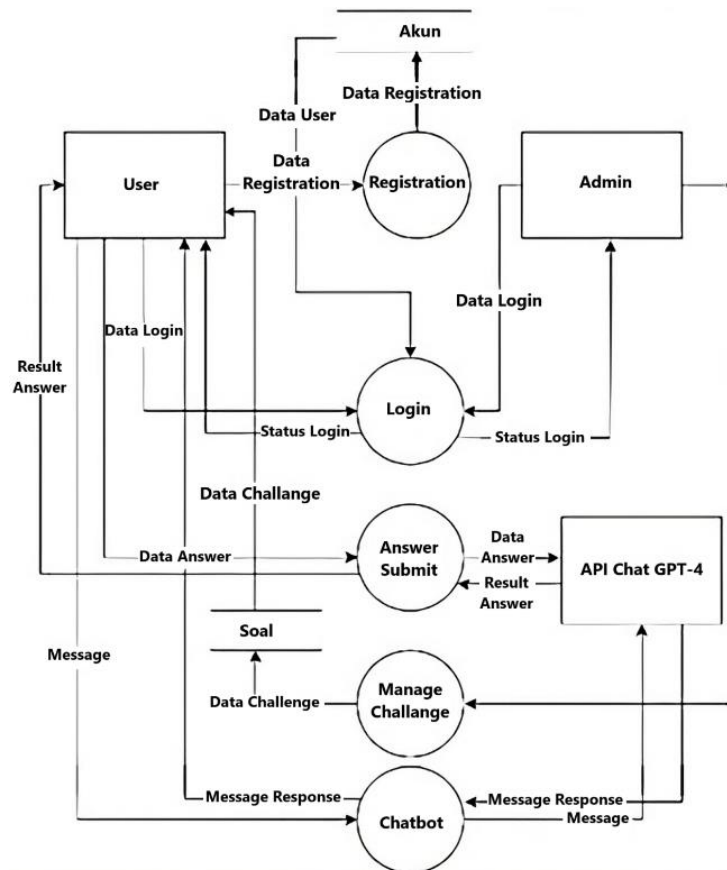 Akun
Data Registration
Data User
User
Data
Registration
Registration
Admin
Data Login
Data Login
Result
Answer
Login
Status Login
Status Login
Data Challange
Data Answer
Answer
Submit
Data
Answer
Result
Answer
API Chat GPT-4
Soal
Message
Data Challenge
Manage
Challange
Message Response
Chatbot
Message Response
Message